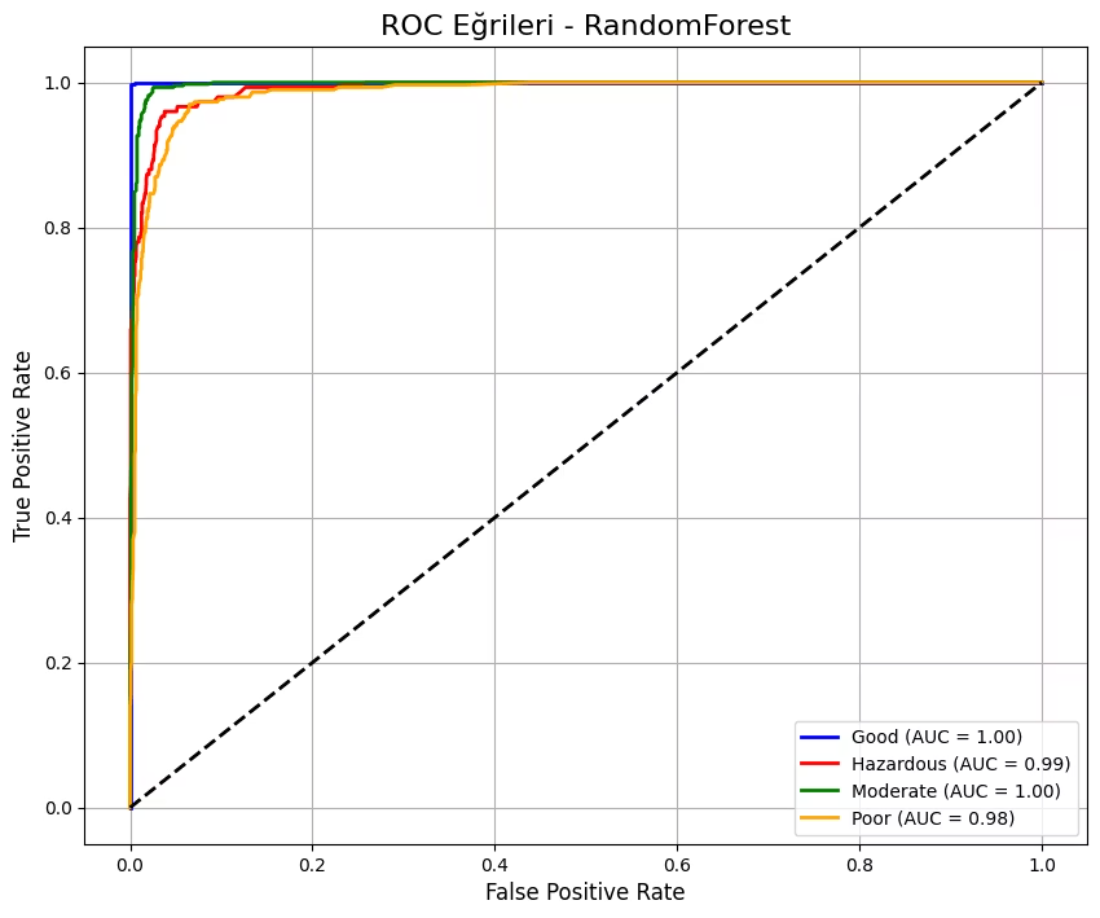 ROC Eğrileri - RandomForest
True Positive Rate
1.0
0.8
0.6
0.4
0.2
0.0
0.0 0.2 0.4 0.6 0.8 1.0
False Positive Rate
Good (AUC = 1.00)
Hazardous (AUC = 0.99)
Moderate (AUC = 1.00)
Poor (AUC = 0.98)